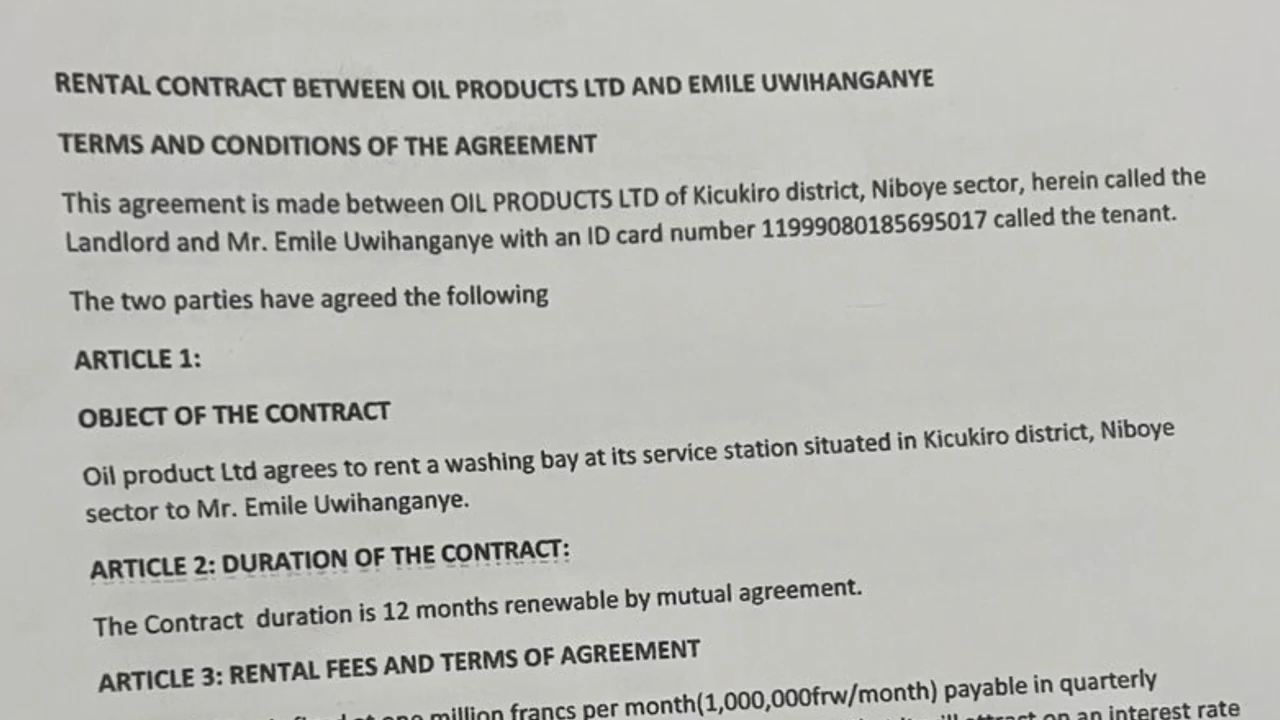 RENTAL CONTRACT BETWEEN OIL PRODUCTS LTD AND EMILE UWIHANGANYE
TERMS AND CONDITIONS OF THE AGREEMENT
This agreement is made between OIL PRODUCTS LTD of Kicukiro district, Niboye sector, herein called the
Landlord and Mr. Emile Uwihanganye with an ID card number 11999080185695017 called the tenant.
The two parties have agreed the following
ARTICLE 1:
OBJECT OF THE CONTRACT
Oil product Ltd agrees to rent a washing bay at its service station situated in Kicukiro district, Niboye
sector to Mr. Emile Uwihanganye.
ARTICLE 2: DURATION OF THE CONTRACT:
The Contract  duration is 12 months renewable by mutual agreement.
ARTICLE 3: RENTAL FEES AND TERMS OF AGREEMENT
at one million francs per month(1,000,000frw/month) payable in quarterly
attract on an interest rate